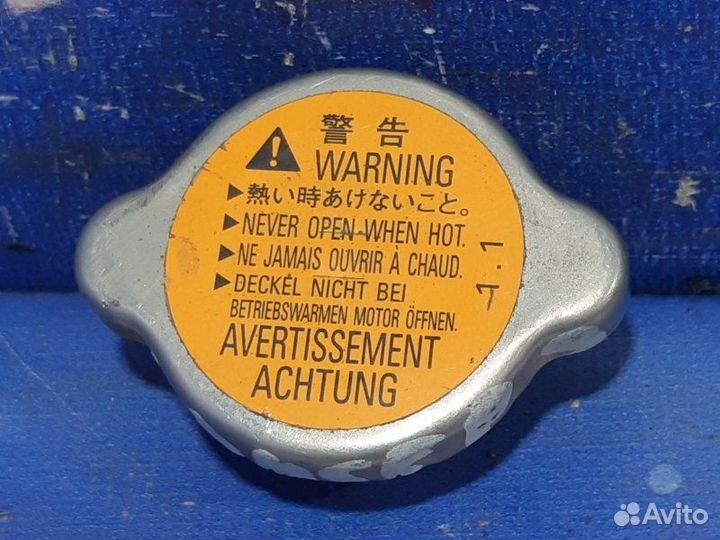 警告
WARNING
▶熱い時あけないこと。
▶NEVER OPEN WHEN HOT.
▶NE JAMAIS OUVRIR À CHAUD.
▶DECKEL NICHT BEI
BETRIEBSWARMEN MOTOR ÖFFNEN.
AVERTISSEMENT
ACHTUNG
1.1
Avito